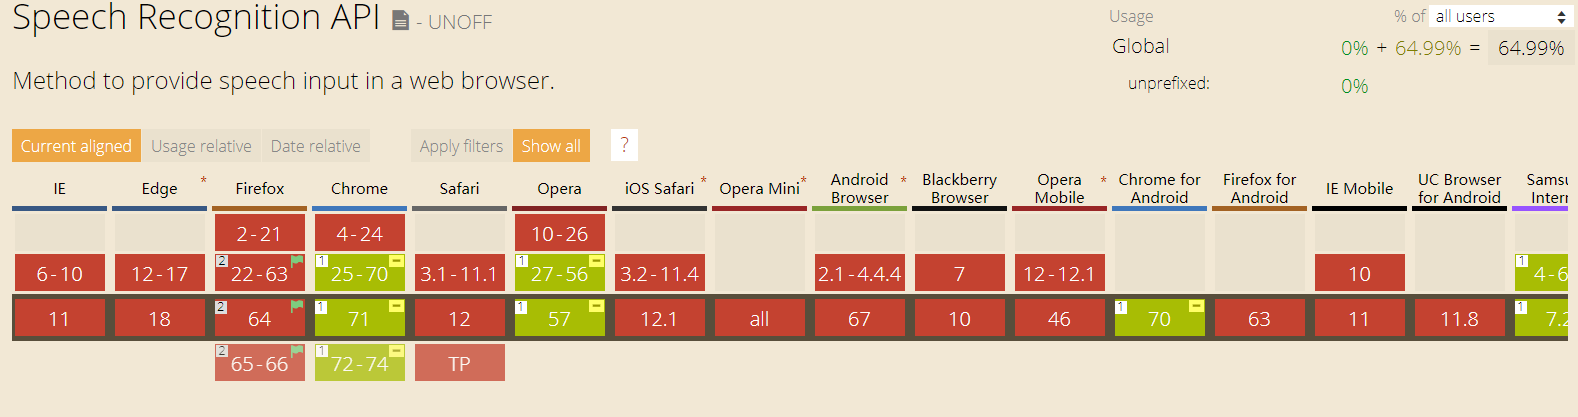 Speech Recognition API - UNOFF
Usage % of all users
Global 0% + 64.99% = 64.99%
unprefixed: 0%
Method to provide speech input in a web browser.
Current aligned Usage relative Date relative Apply filters Show all ?
IE Edge * Firefox Chrome Safari Opera iOS Safari * Opera Mini * Android Browser * Blackberry Browser Opera Mobile * Chrome for Android Firefox for Android IE Mobile UC Browser for Android
2-21 4-24 10-26
6-10 12-17 2 22-63 1 25-70 3.1-11.1 1 27-56 3.2-11.4 2.1-4.4.4 7 12-12.1 10 1 4-6
11 18 2 64 1 71 12 1 57 12.1 all 67 10 46 1 70 63 11 11.8 1 7.2
2 65-66 1 72-74 TP